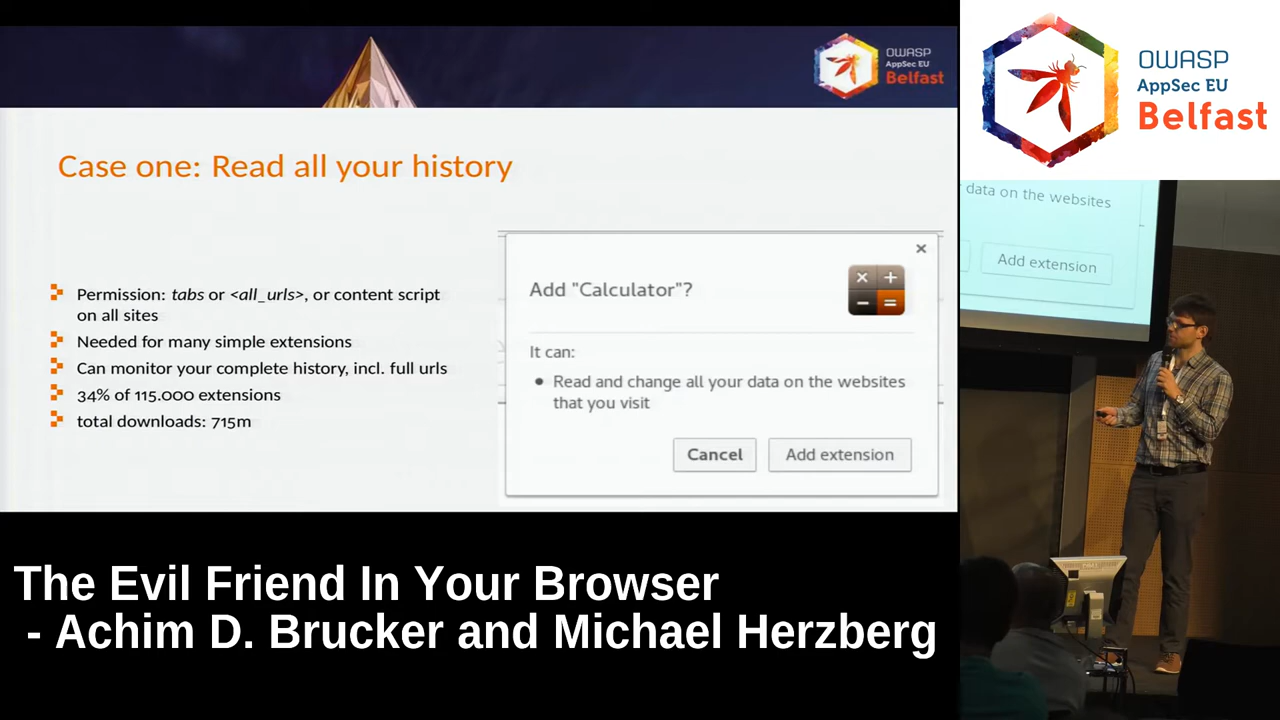 OWASP
AppSec EU
Belfast
OWASP
AppSec EU
Belfast
Case one: Read all your history
Permission: tabs or <all_urls>, or content script
on all sites
Needed for many simple extensions
Can monitor your complete history, incl. full urls
34% of 115.000 extensions
total downloads: 715m
Add "Calculator"?
It can:
Read and change all your data on the websites
that you visit
Cancel
Add extension
data on the websites
Add extension
The Evil Friend In Your Browser
- Achim D. Brucker and Michael Herzberg